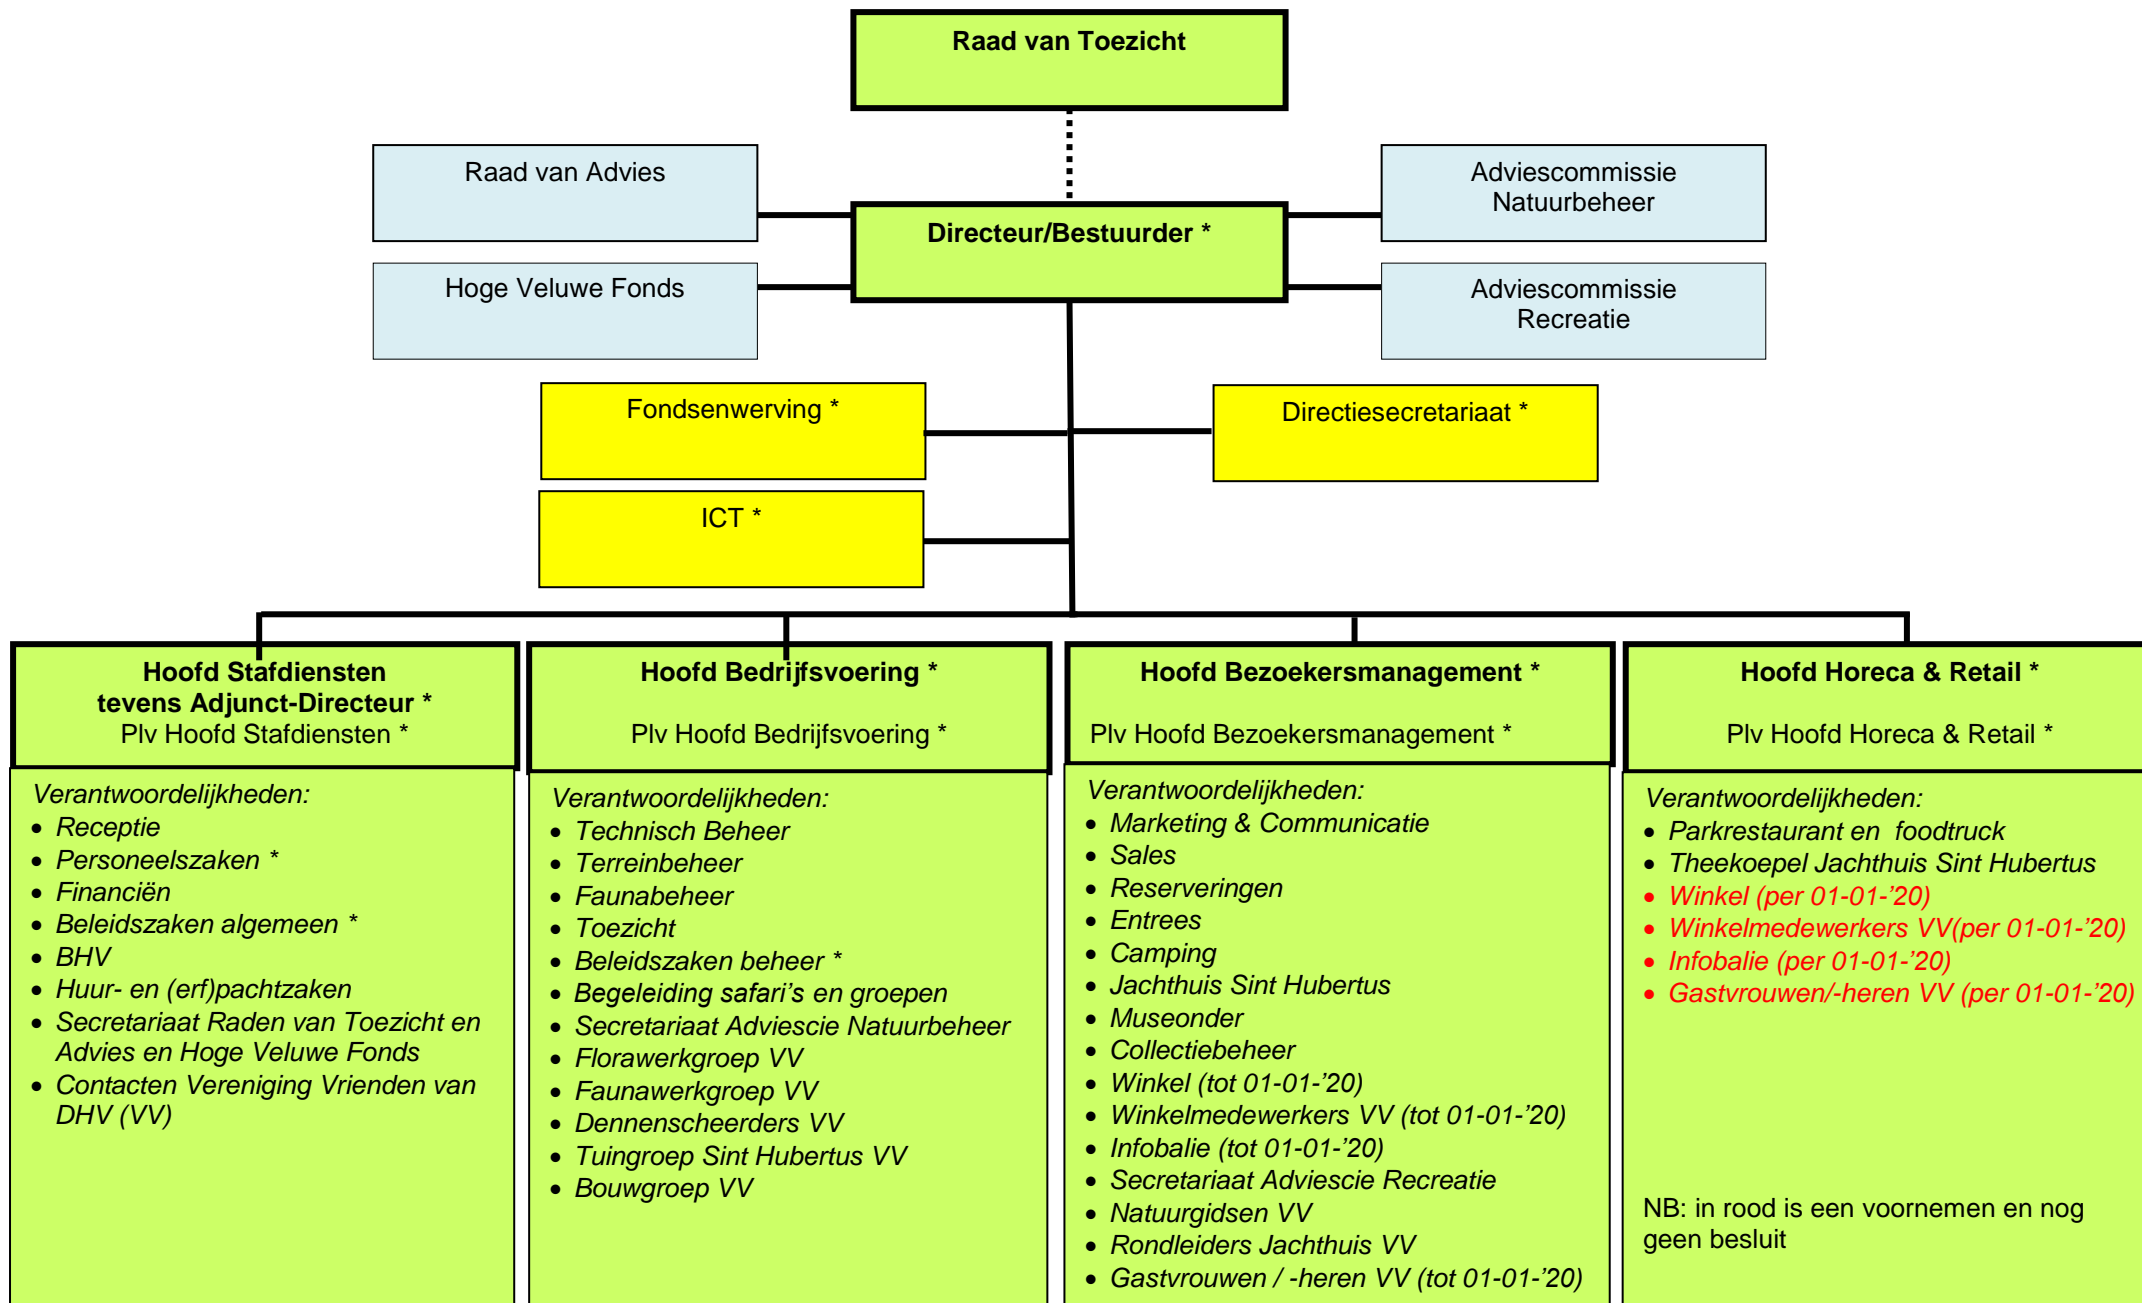 Raad van Toezicht
Raad van Advies
Adviescommissie
Natuurbeheer
Directeur/Bestuurder *
Hoge Veluwe Fonds
Adviescommissie
Recreatie
Fondsenwerving *
Directiesecretariaat *
ICT *
Hoofd Stafdiensten
tevens Adjunct-Directeur *
Plv Hoofd Stafdiensten *
Verantwoordelijkheden:
• Receptie
• Personeelszaken *
• Financiën
• Beleidszaken algemeen *
• BHV
• Huur- en (erf)pachtzaken
• Secretariaat Raden van Toezicht en
Advies en Hoge Veluwe Fonds
• Contacten Vereniging Vrienden van
DHV (VV)
Hoofd Bedrijfsvoering *
Plv Hoofd Bedrijfsvoering *
Verantwoordelijkheden:
• Technisch Beheer
• Terreinbeheer
• Faunabeheer
• Toezicht
• Beleidszaken beheer *
• Begeleiding safari's en groepen
• Secretariaat Adviescie Natuurbeheer
• Florawerkgroep VV
• Faunawerkgroep VV
• Dennenscheerders VV
• Tuingroep Sint Hubertus VV
• Bouwgroep VV
Hoofd Bezoekersmanagement *
Plv Hoofd Bezoekersmanagement *
Verantwoordelijkheden:
• Marketing & Communicatie
• Sales
• Reserveringen
• Entrees
• Camping
• Jachthuis Sint Hubertus
• Museonder
• Collectiebeheer
• Winkel (tot 01-01-'20)
• Winkelmedewerkers VV (tot 01-01-'20)
• Infobalie (tot 01-01-'20)
• Secretariaat Adviescie Recreatie
• Natuurgidsen VV
• Rondleiders Jachthuis VV
• Gastvrouwen / -heren VV (tot 01-01-'20)
Hoofd Horeca & Retail *
Plv Hoofd Horeca & Retail *
Verantwoordelijkheden:
• Parkrestaurant en  foodtruck
• Theekoepel Jachthuis Sint Hubertus
• Winkel (per 01-01-'20)
• Winkelmedewerkers VV(per 01-01-'20)
• Infobalie (per 01-01-'20)
• Gastvrouwen/-heren VV (per 01-01-'20)
NB: in rood is een voornemen en nog
geen besluit